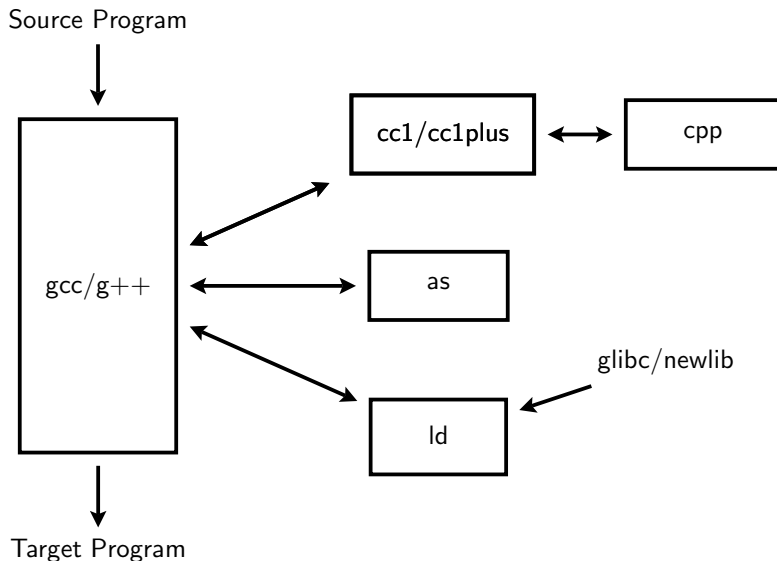 Source Program
cc1/cc1plus
cpp
gcc/g++
as
glibc/newlib
ld
Target Program